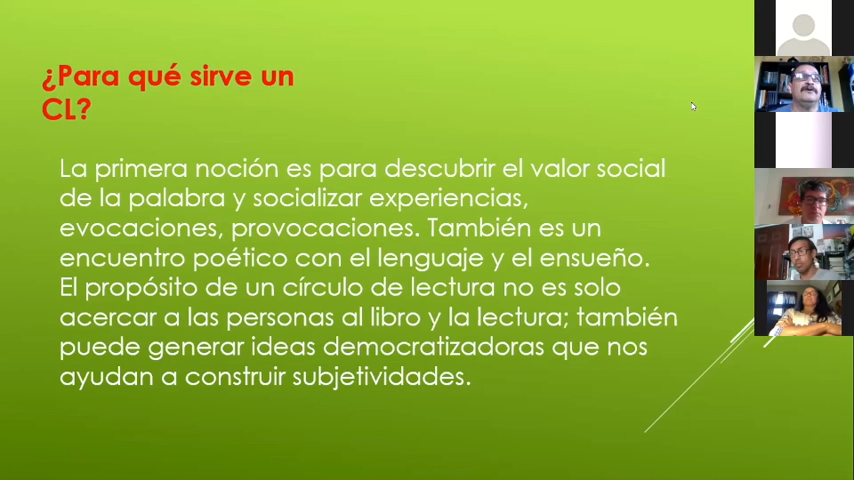 ¿Para qué sirve un
CL?
La primera noción es para descubrir el valor social
de la palabra y socializar experiencias,
evocaciones, provocaciones. También es un
encuentro poético con el lenguaje y el ensueño.
El propósito de un círculo de lectura no es solo
acercar a las personas al libro y la lectura; también
puede generar ideas democratizadoras que nos
ayudan a construir subjetividades.